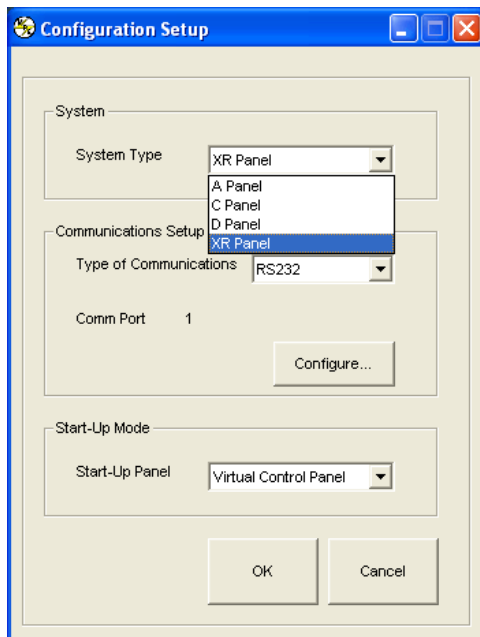 Configuration Setup
System
System Type
XR Panel
A Panel
C Panel
D Panel
XR Panel
Communications Setup
Type of Communications
RS232
Comm Port 1
Configure...
Start-Up Mode
Start-Up Panel
Virtual Control Panel
OK
Cancel